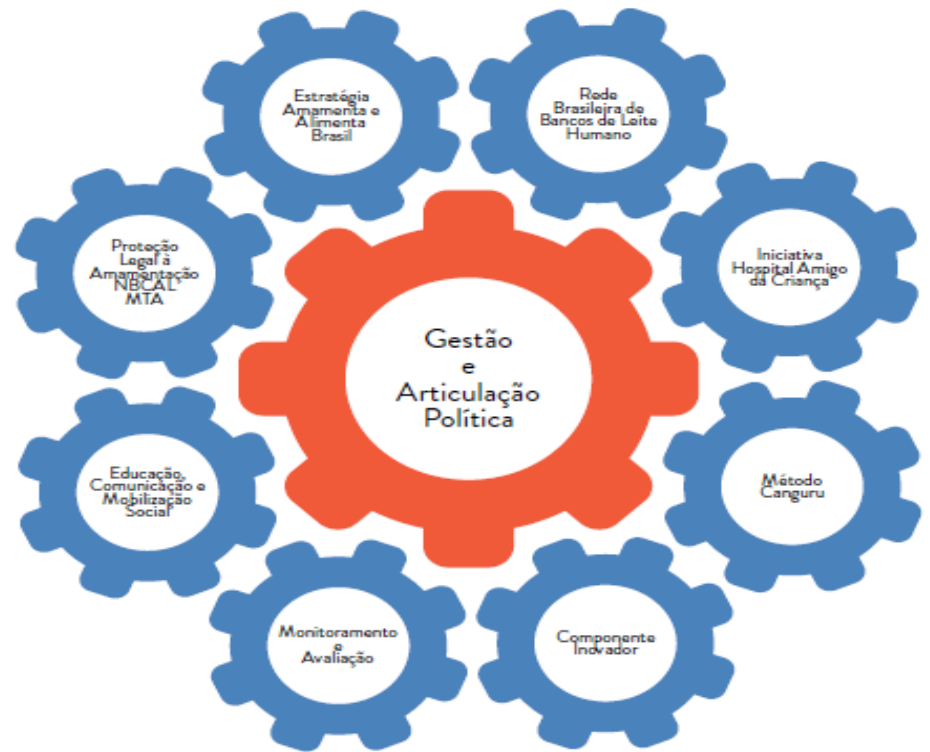 Estratégia
Amamenta e
Alimenta
Brasil
Rede
Brasileira de
Bancos de Leite
Humano
Proteção
Legal à
Amamentação
NBCAL
MTA
Iniciativa
Hospital Amigo
da Criança
Gestão
e
Articulação
Política
Educação,
Comunicação e
Mobilização
Social
Método
Canguru
Monitoramento
e
Avaliação
Componente
Inovador